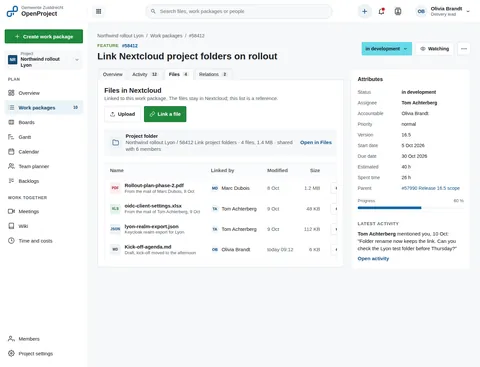 Gemeente Zuiddrecht
OpenProject
Search files, work packages or people
OB
Olivia Brandt
Delivery lead
Create work package
Project
NR
Northwind rollout Lyon
PLAN
Overview
Work packages
Boards
Gantt
Calendar
Team planner
Backlogs
WORK TOGETHER
Meetings
Wiki
Time and costs
Members
Project settings
Northwind rollout Lyon / Work packages / #58412
FEATURE #58412
Link Nextcloud project folders on rollout
in development
Watching
Overview
Activity 12
Files 4
Relations 2
Files in Nextcloud
Linked to this work package. The files stay in Nextcloud; this list is a reference.
Upload
Link a file
Project folder
Northwind rollout Lyon / 58412 Link project folders · 4 files, 1.4 MB · shared with 6 members
Open in Files
Name Linked by Modified Size
PDF Rollout-plan-phase-2.pdf MD Marc Dubois 8 Oct 1.2 MB
From the mail of Marc Dubois, 9 Oct
XLS oidc-client-settings.xlsx TA Tom Achterberg 9 Oct 48 KB
From the mail of Tom Achterberg, 9 Oct
JSON lyon-realm-export.json TA Tom Achterberg 9 Oct 112 KB
Keycloak realm export for Lyon
MD Kick-off-agenda.md OB Olivia Brandt today 09:12 6 KB
Draft, kick-off moved to the afternoon
Attributes
Status in development
Assignee Tom Achterberg
Accountable Olivia Brandt
Priority normal
Version 16.5
Start date 5 Oct 2026
Due date 30 Oct 2026
Estimated 40 h
Spent time 26 h
Parent #57990 Release 16.5 scope
Progress 60 %
LATEST ACTIVITY
Tom Achterberg mentioned you, 10 Oct: "Folder rename now keeps the link. Can you check the Lyon test folder before Thursday?"
Open activity